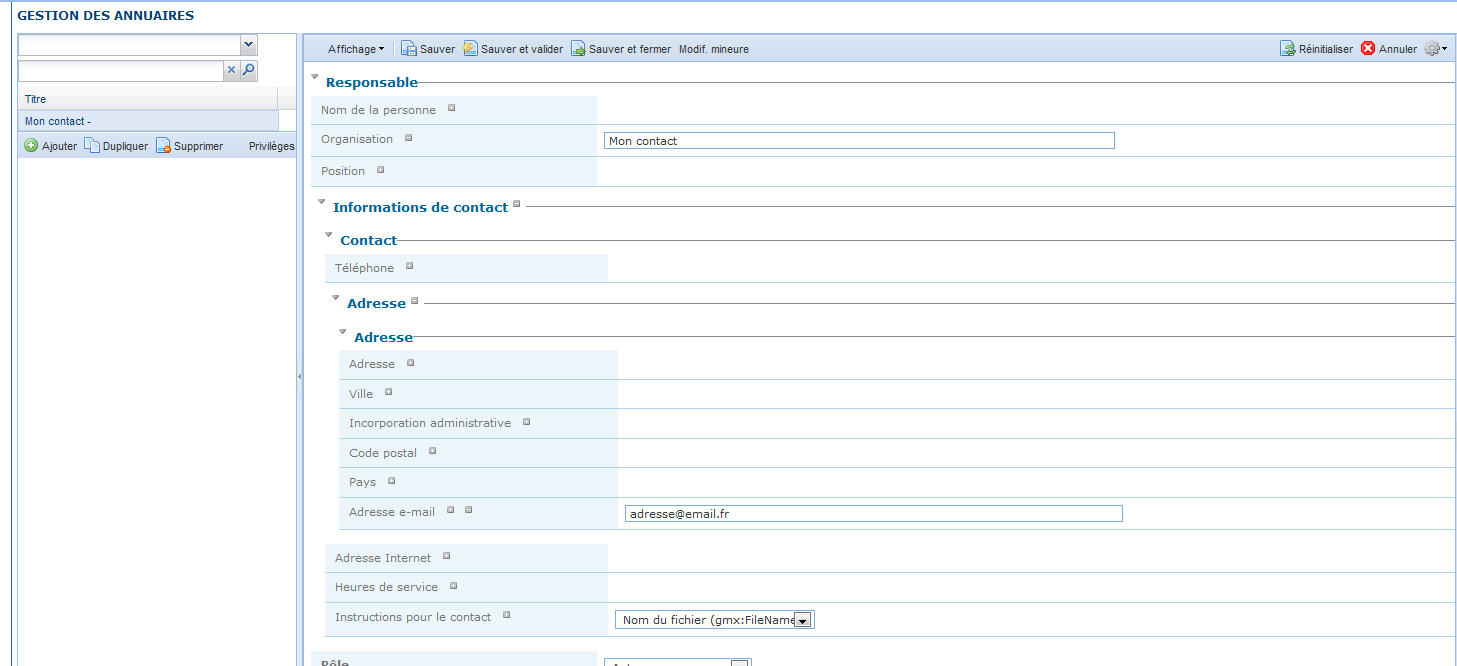 GESTION DES ANNUAIRES
Affichage Sauver Sauver et valider Sauver et fermer Modif. mineure Réinitialiser Annuler
Titre
Mon contact -
Ajouter Dupliquer Supprimer Privilèges
Responsable
Nom de la personne
Organisation Mon contact
Position
Informations de contact
Contact
Téléphone
Adresse
Adresse
Adresse
Ville
Incorporation administrative
Code postal
Pays
Adresse e-mail adresse@email.fr
Adresse Internet
Heures de service
Instructions pour le contact Nom du fichier (gmx:FileName
Rôle